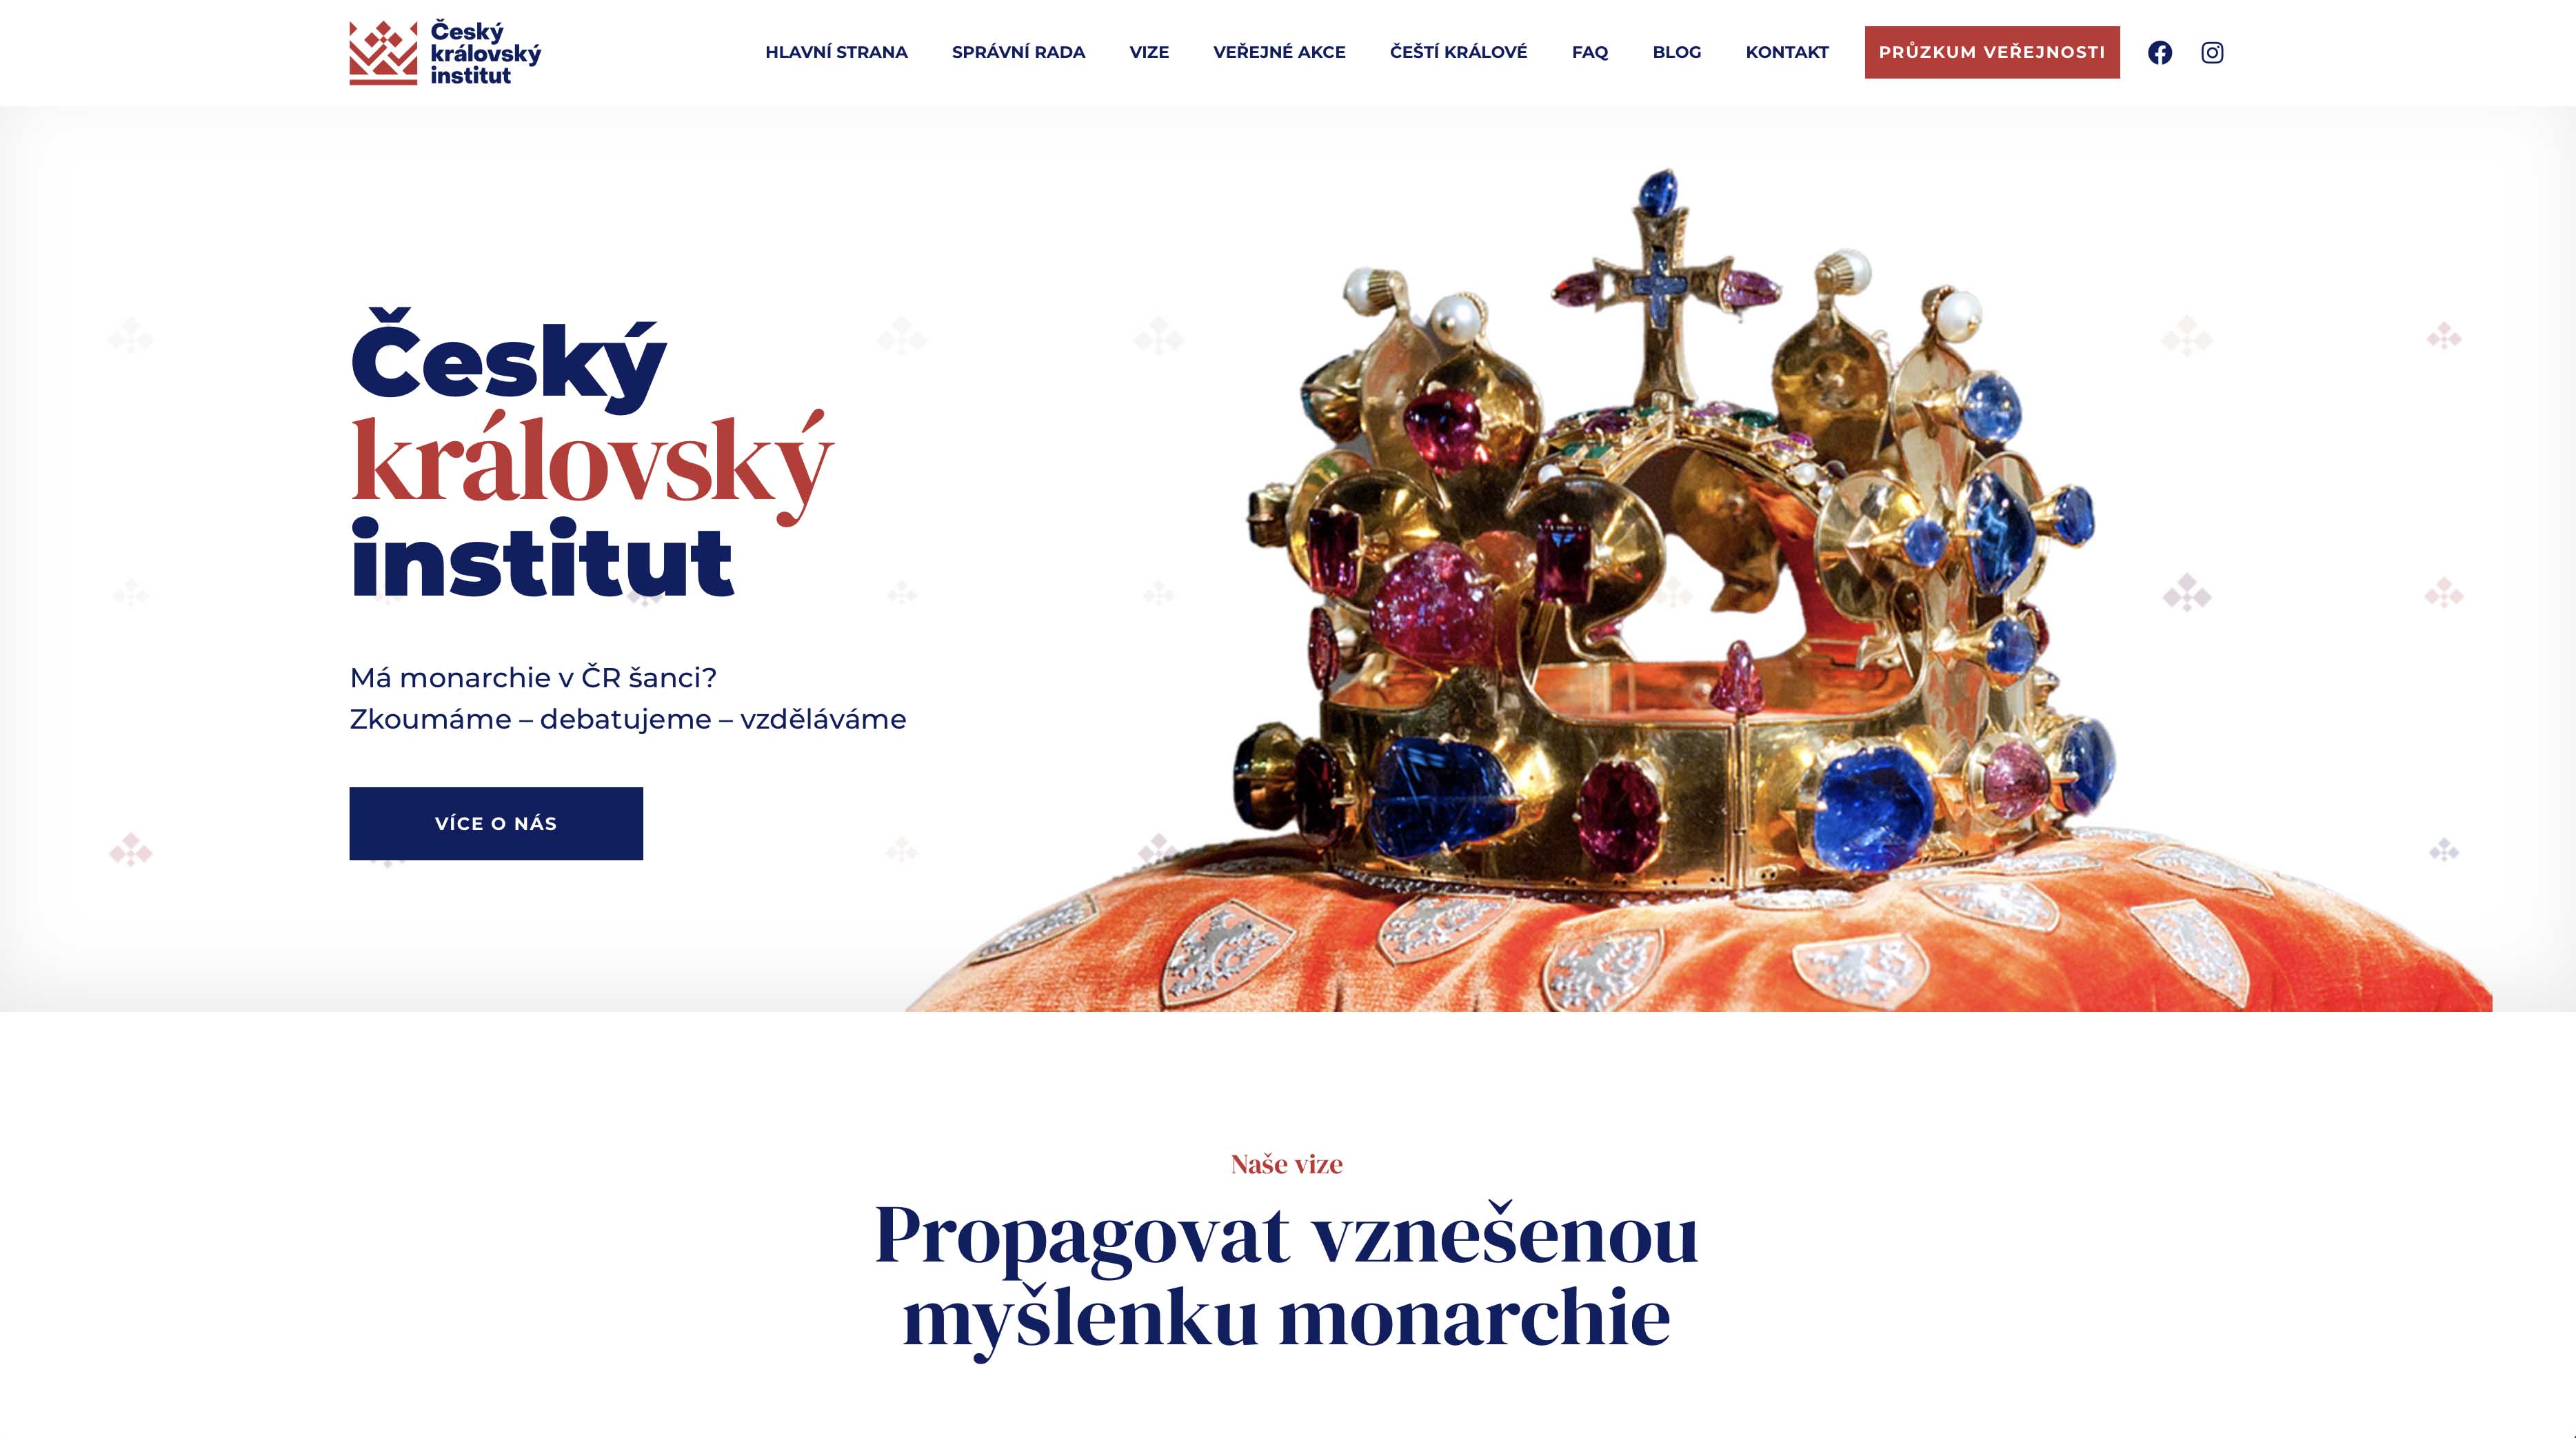 Český
královský
institut
HLAVNÍ STRANA
SPRÁVNÍ RADA
VIZE
VEŘEJNÉ AKCE
ČEŠTÍ KRÁLOVÉ
FAQ
BLOG
KONTAKT
PRŮZKUM VEŘEJNOSTI
Český
královský
institut
Má monarchie v ČR šanci?
Zkoumáme – debatujeme – vzděláváme
VÍCE O NÁS
Naše vize
Propagovat vznešenou
myšlenku monarchie